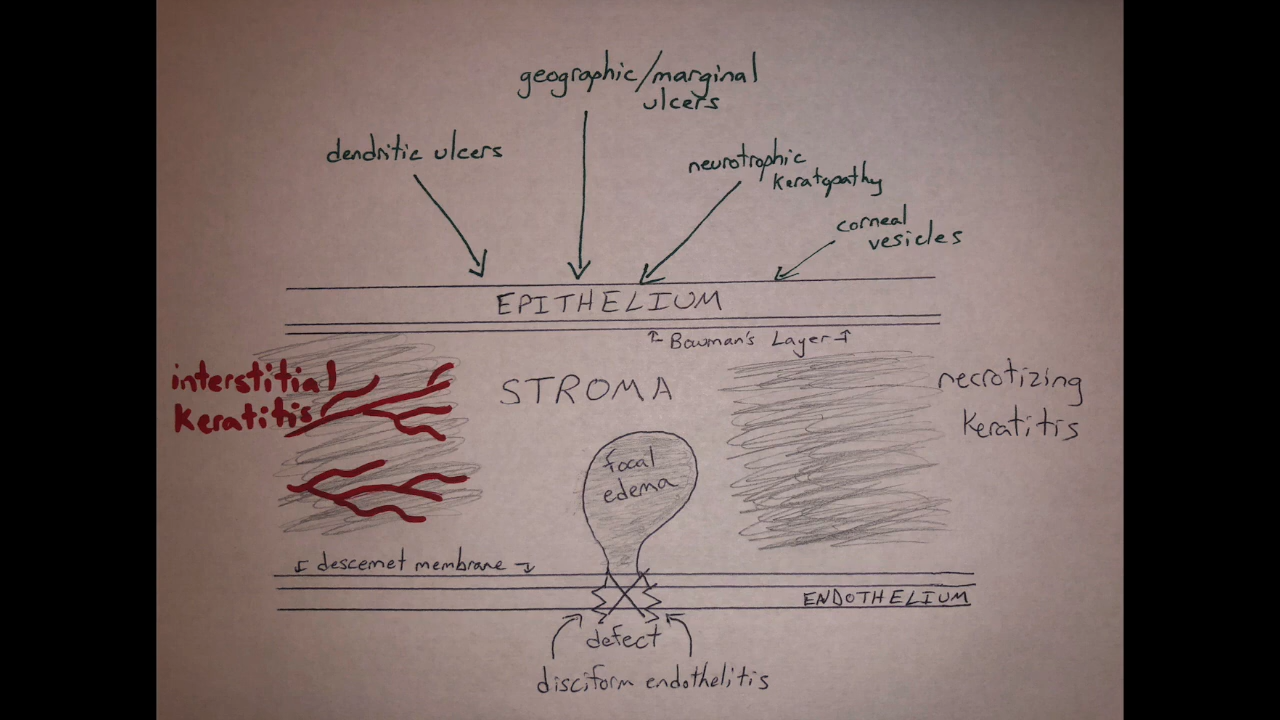 geographic/marginal
ulcers
dendritic ulcers
neurotrophic
keratopathy
corneal
vesicles
EPITHELIUM
Bowman's Layer
interstitial
keratitis
STROMA
necrotizing
keratitis
focal
edema
descemet membrane
ENDOTHELIUM
defect
disciform endothelitis